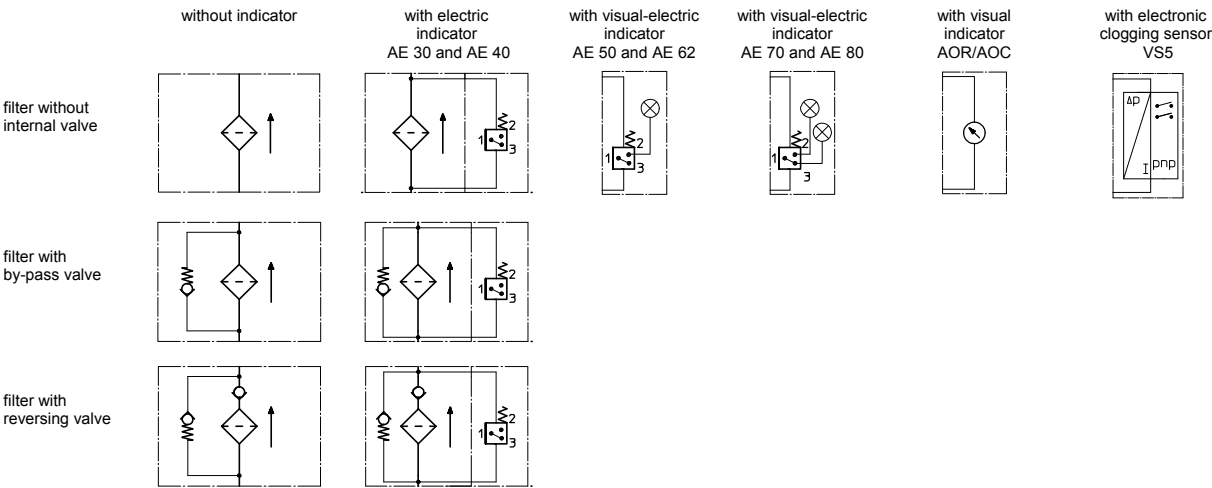 without indicator
with electric
indicator
AE 30 and AE 40
with visual-electric
indicator
AE 50 and AE 62
with visual-electric
indicator
AE 70 and AE 80
with visual
indicator
AOR/AOC
with electronic
clogging sensor
VS5
filter without
internal valve
1
2
3
1
2
3
1
2
3
Δp
I
pnp
filter with
by-pass valve
1
2
3
filter with
reversing valve
1
2
3